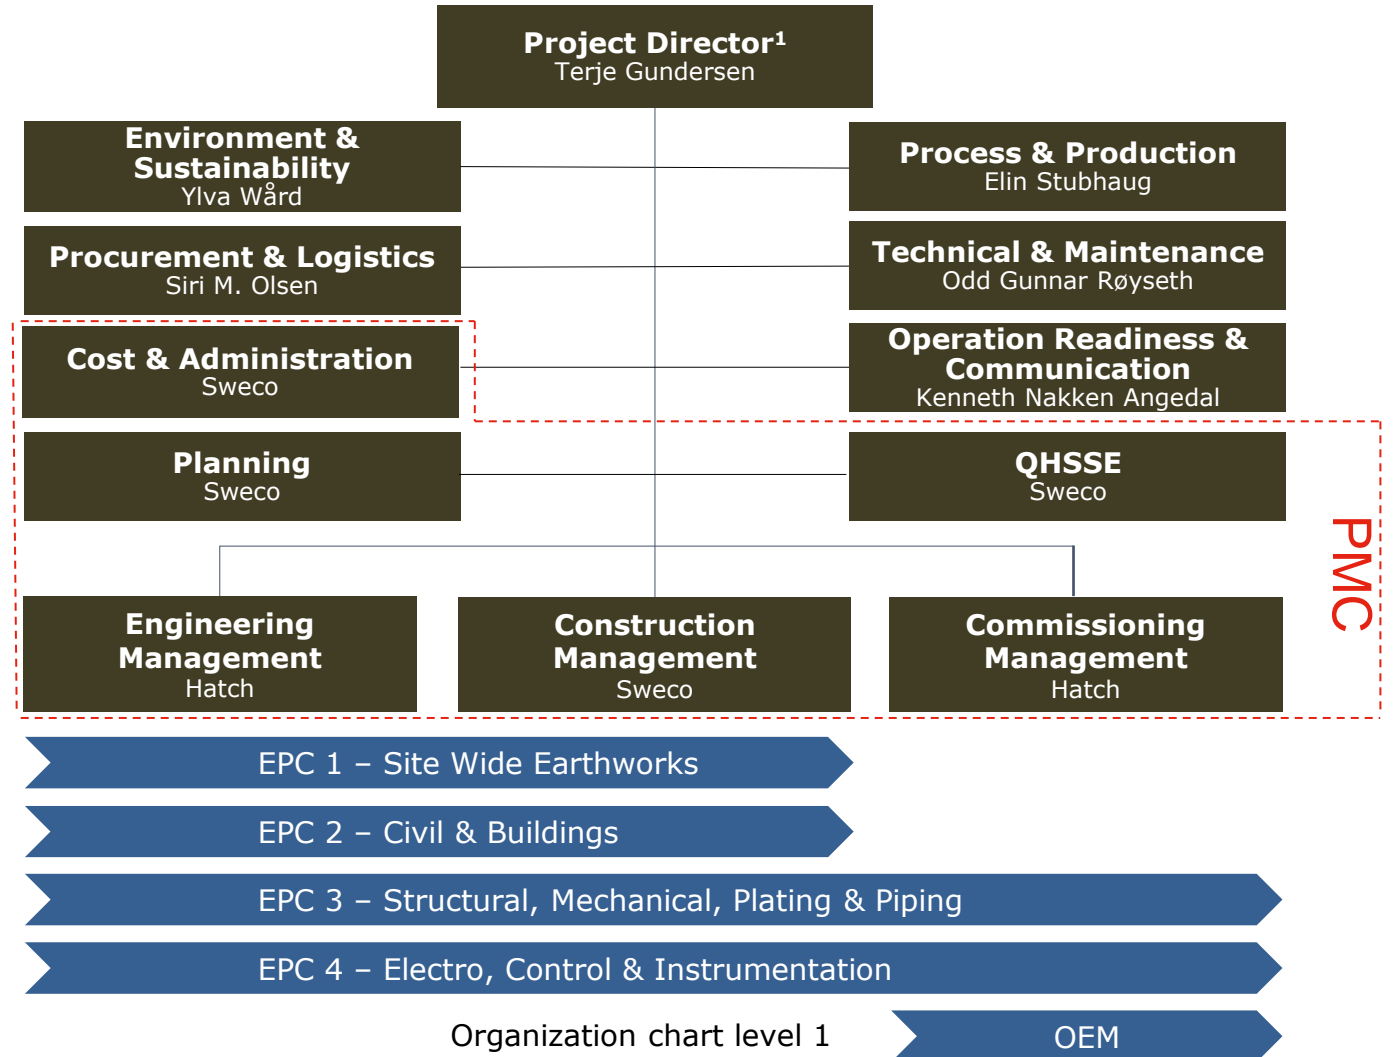 Project Director¹
Terje Gundersen
Environment &
Sustainability
Ylva Wård
Process & Production
Elin Stubhaug
Procurement & Logistics
Siri M. Olsen
Technical & Maintenance
Odd Gunnar Røyseth
Cost & Administration
Sweco
Operation Readiness &
Communication
Kenneth Nakken Angedal
Planning
Sweco
QHSSE
Sweco
PMC
Engineering
Management
Hatch
Construction
Management
Sweco
Commissioning
Management
Hatch
EPC 1 – Site Wide Earthworks
EPC 2 – Civil & Buildings
EPC 3 – Structural, Mechanical, Plating & Piping
EPC 4 – Electro, Control & Instrumentation
Organization chart level 1
OEM